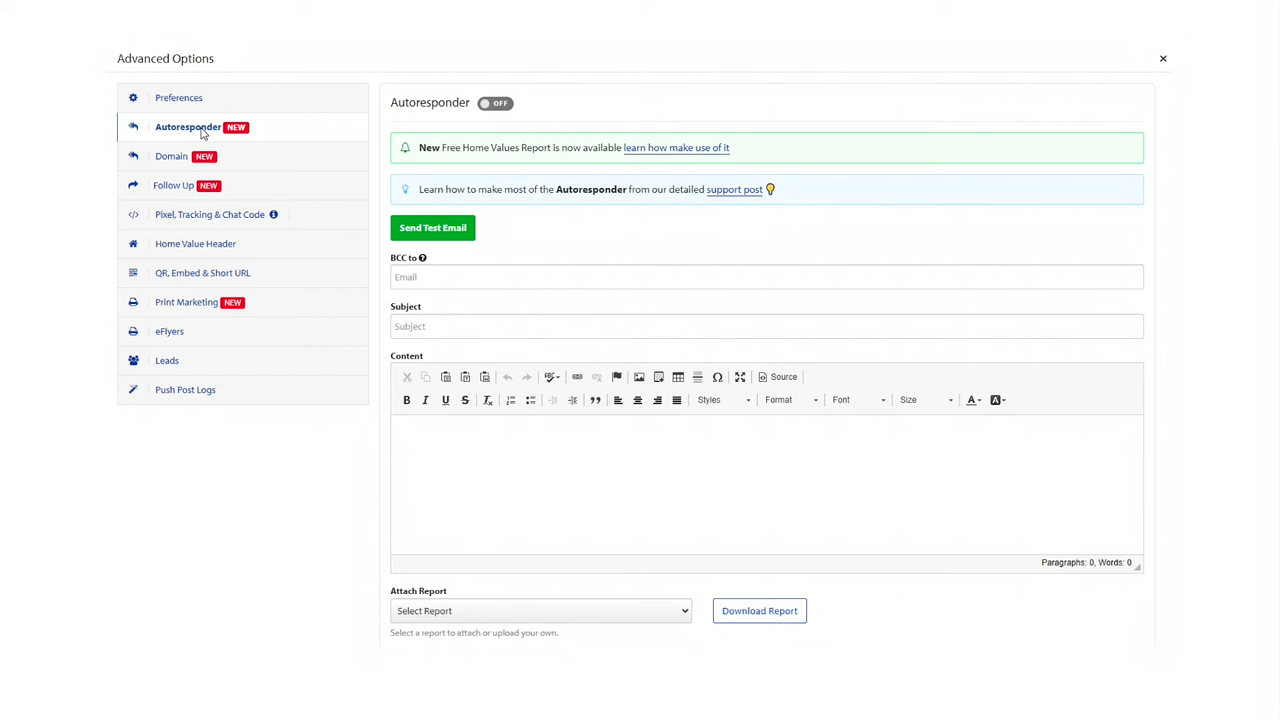 Advanced Options
×
Preferences
Autoresponder NEW
Domain NEW
Follow Up NEW
Pixel, Tracking & Chat Code
Home Value Header
QR, Embed & Short URL
Print Marketing NEW
eFlyers
Leads
Push Post Logs
Autoresponder OFF
New Free Home Values Report is now available learn how make use of it
Learn how to make most of the Autoresponder from our detailed support post
Send Test Email
BCC to
Email
Subject
Subject
Content
Source
B I U S Styles Format Font Size A A
Paragraphs: 0, Words: 0
Attach Report
Select Report Download Report
Select a report to attach or upload your own.